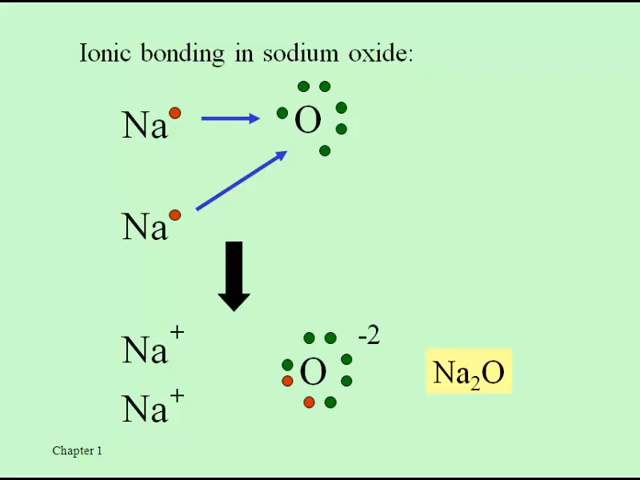 Ionic bonding in sodium oxide:
Na O
Na
Na+ O -2
Na2O
Na+
Chapter 1